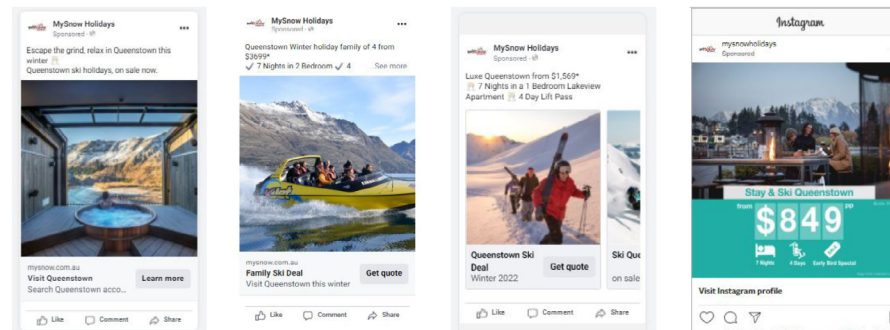 MySnow Holidays
Sponsored ·
Escape the grind, relax in Queenstown this
winter
Queenstown ski holidays, on sale now.
mysnow.com.au
Visit Queenstown
Search Queenstown acco...
Learn more
Like
Comment
Share
MySnow Holidays
Sponsored ·
Queenstown Winter holiday family of 4 from
$3699*
✓ 7 Nights in 2 Bedroom ✓ 4
See more
mysnow.com.au
Family Ski Deal
Visit Queenstown this winter
Get quote
Like
Comment
Share
MySnow Holidays
Sponsored ·
Luxe Queenstown from $1,569*
7 Nights in a 1 Bedroom Lakeview
Apartment 4 Day Lift Pass
Queenstown Ski
Deal
Winter 2022
Get quote
Ski Que
on sale
Like
Comment
Share
Instagram
mysnowholidays
Sponsored
Stay & Ski Queenstown
from
$849
PP
7 Nights
4 Days
Early Bird Special
Visit Instagram profile